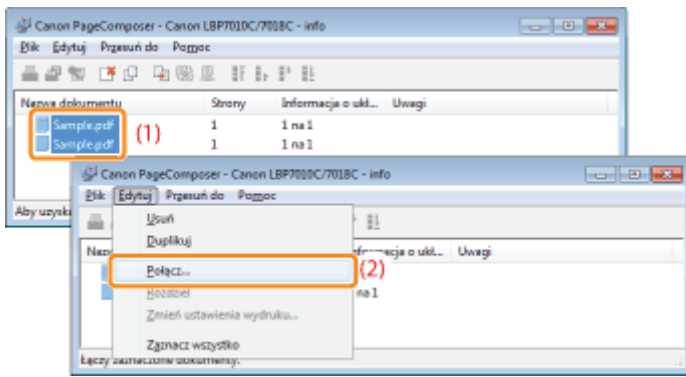 Canon PageComposer - Canon LBP7010C/7018C - info
Plik Edytuj Przesuń do Pomoc
Nazwa dokumentu Strony Informacja o ukł... Uwagi
Sample.pdf 1 1 na 1
Sample.pdf 1 1 na 1
(1)
Aby uzyska
Canon PageComposer - Canon LBP7010C/7018C - info
Plik Edytuj Przesuń do Pomoc
Usuń
Duplikuj
Połącz...
(2)
Rozdziel
Zmień ustawienia wydruku...
Zaznacz wszystko
ukł... Uwagi
na 1
Łączy zaznaczone dokumenty.